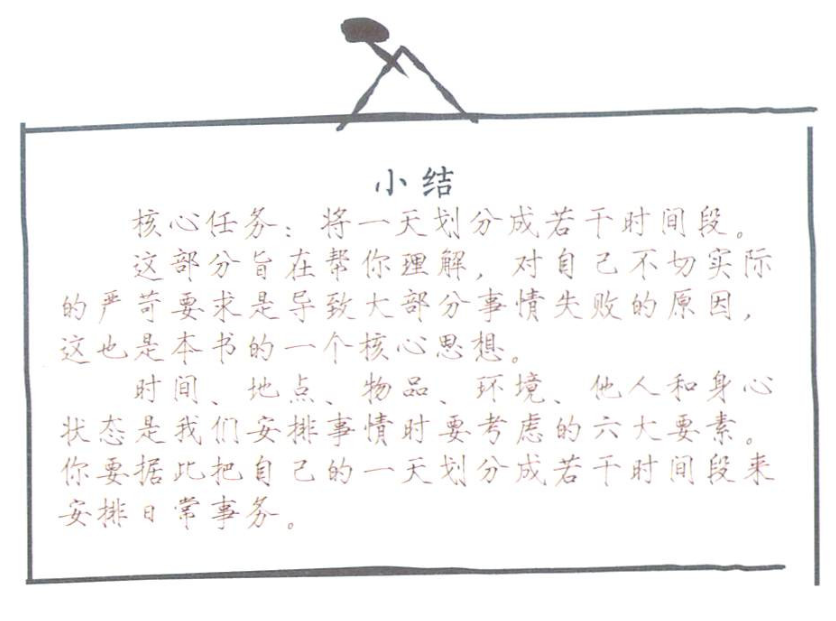 小结
核心任务：将一天划分成若干时间段。
这部分旨在帮你理解，对自己不切实际
的严苛要求是导致大部分事情失败的原因，
这也是本书的一个核心思想。
时间、地点、物品、环境、他人和身心
状态是我们安排事情时要考虑的六大要素。
你要据此把自己的一天划分成若干时间段来
安排日常事务。